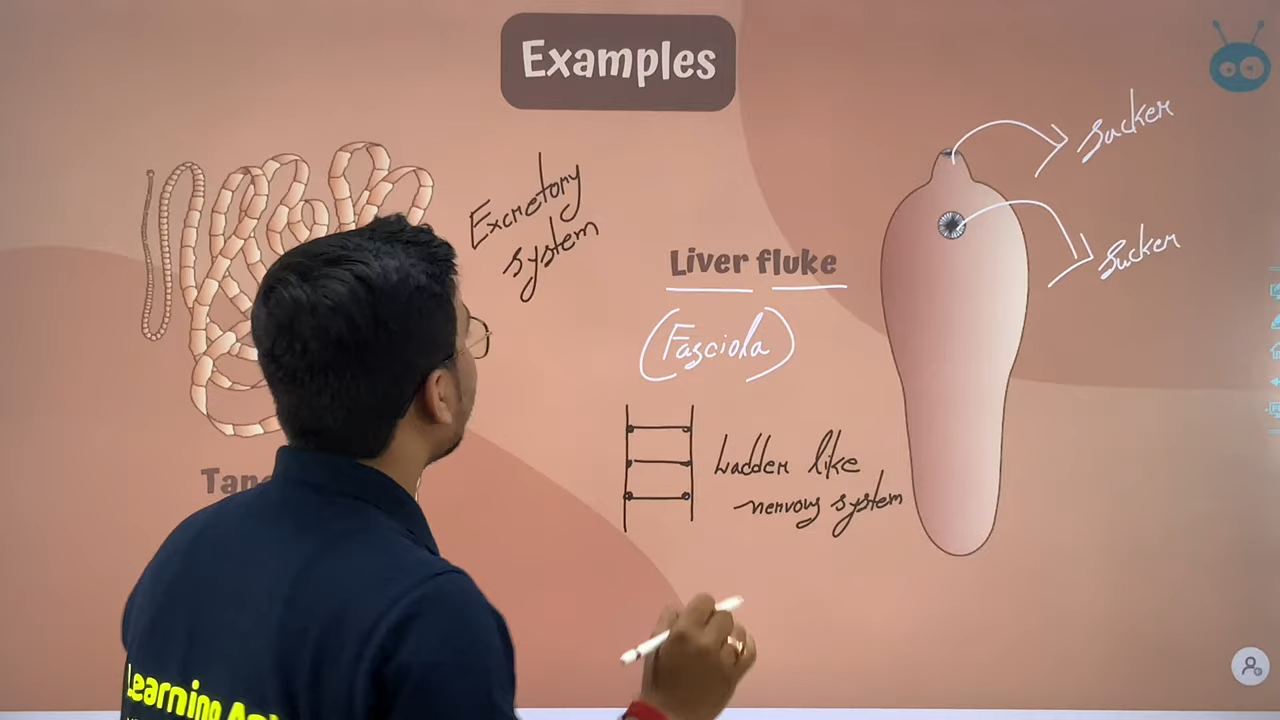 Examples
Excretory
system
Sucker
Sucker
Liver fluke
(Fasciola)
Ladder like
nervous system
Learning